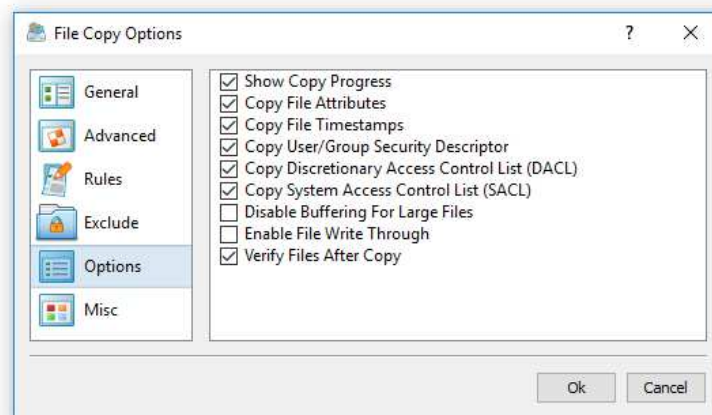 File Copy Options
?
General
Advanced
Rules
Exclude
Options
Misc
Show Copy Progress
Copy File Attributes
Copy File Timestamps
Copy User/Group Security Descriptor
Copy Discretionary Access Control List (DACL)
Copy System Access Control List (SACL)
Disable Buffering For Large Files
Enable File Write Through
Verify Files After Copy
Ok
Cancel